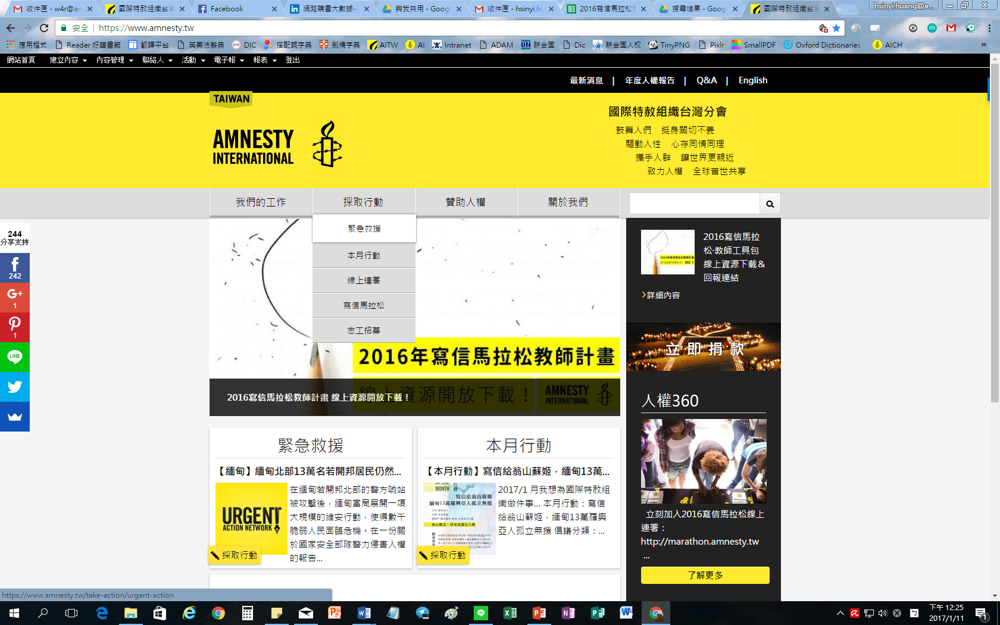 收件匣 - w4r@an
國際特赦組織台灣
Facebook
網路購書大數據–
與我共用 - Goog
收件匣 - hsinyi.hu
2016寫信馬拉松教
搜尋結果 - Goog
國際特赦組織台灣
hsinyi.huang@a...
安全 https://www.amnesty.tw
應用程式 Reader 好讀書籤 翻譯平台 英美法辭典 DIC 搭配詞字典 劍橋字典 AITW AI Intranet ADAM 联合国 Dic 联合国人权 TinyPNG Pixlr SmallPDF Oxford Dictionaries AICH »
網站首頁 建立內容 內容管理 聯絡人 活動 電子報 報表 登出
最新消息 | 年度人權報告 | Q&A | English
TAIWAN
AMNESTY
INTERNATIONAL
國際特赦組織台灣分會
鼓舞人們 挺身關切不義
驅動人性 心存同情同理
攜手人群 讓世界更親近
致力人權 全球普世共享
我們的工作 採取行動 贊助人權 關於我們
緊急救援
本月行動
線上連署
寫信馬拉松
志工招募
244
分享支持
242
G+
1
1
LINE
2016年寫信馬拉松教師計畫
線上資源開放下載！
AMNESTY
INTERNATIONAL
2016寫信馬拉松教師計畫 線上資源開放下載！
2016寫信馬拉
松‧教師工具包
線上資源下載＆
回報連結
詳細內容
立即捐款
人權360
立刻加入2016寫信馬拉松線上
連署：
http://marathon.amnesty.tw
...
了解更多
緊急救援
【緬甸】緬甸北部13萬名若開邦居民仍然...
URGENT
ACTION NETWORK
在緬甸若開邦北部的警方哨站
被攻擊後，緬甸當局展開一項
大規模的維安行動，使得數千
脆弱人民面臨危機。在一份關
於國家安全部隊警力侵害人權
的報告...
採取行動
本月行動
【本月行動】寫信給翁山蘇姬，緬甸13萬...
MONTH
寫信給翁山蘇姬
緬甸13萬羅興亞人孤立無援
2017/1 月我想為國際特赦組
織做件事... 本月行動：寫信
給翁山蘇姬，緬甸13萬羅興
亞人孤立無援 倡議分類：...
採取行動
https://www.amnesty.tw/take-action/urgent-action
下午 12:25
2017/1/11
1